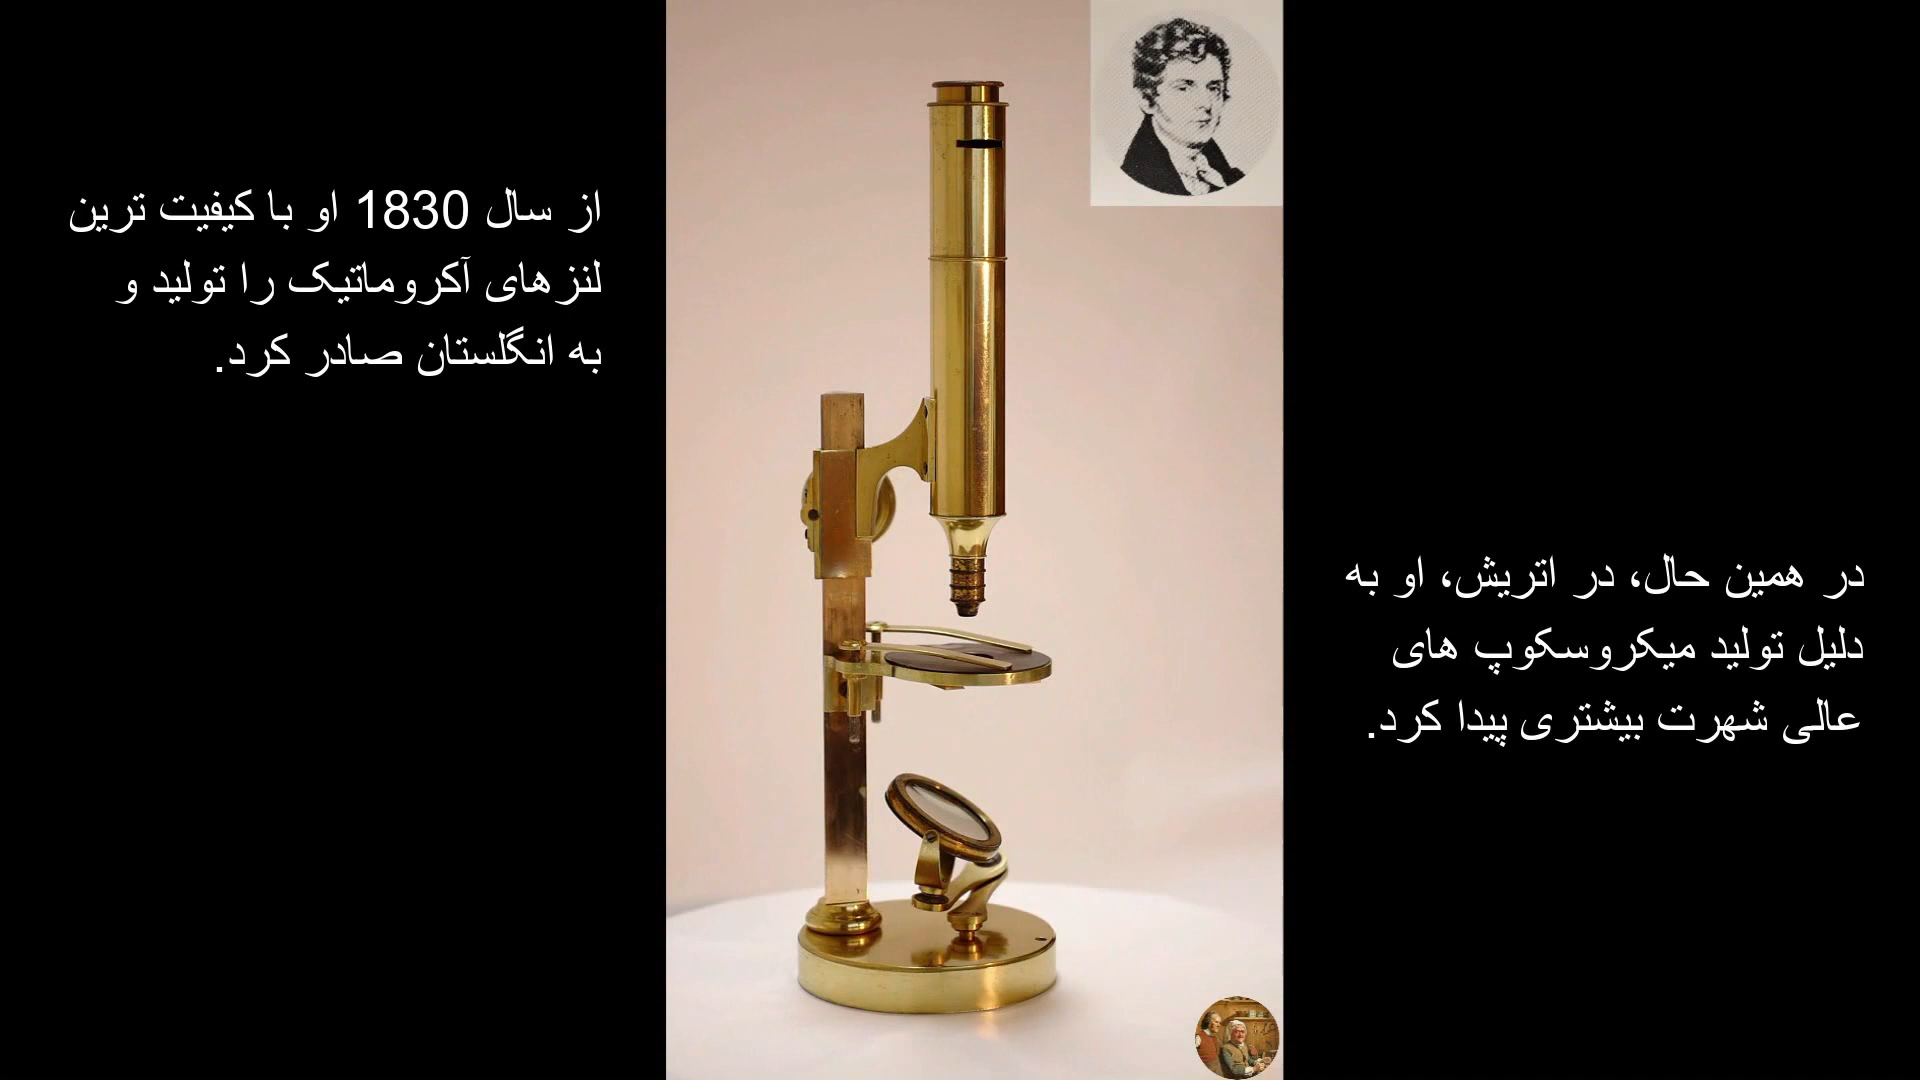 از سال 1830 او با کیفیت ترین
لنزهای آکروماتیک را تولید و
به انگلستان صادر کرد.
در همین حال، در اتریش، او به
دلیل تولید میکروسکوپ های
عالی شهرت بیشتری پیدا کرد.